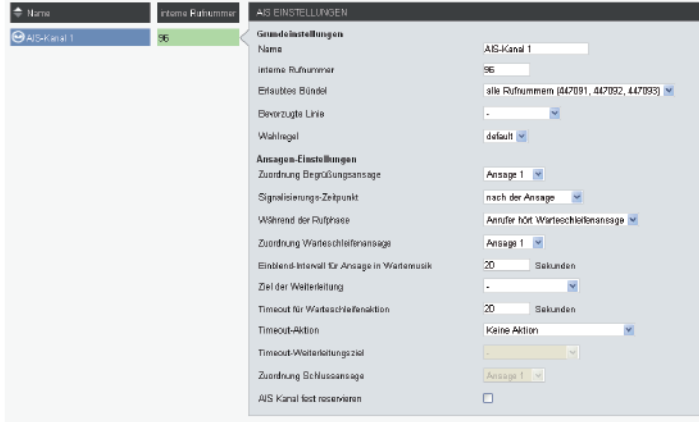 Name interne Rufnummer AIS EINSTELLUNGEN
AIS-Kanal 1 96
Grundeinstellungen
Name AIS-Kanal 1
interne Rufnummer 96
Erlaubtes Bündel alle Rufnummern (447091, 447092, 447093)
Bevorzugte Linie -
Wahlregel default
Ansagen-Einstellungen
Zuordnung Begrüßungsansage Ansage 1
Signalisierungs-Zeitpunkt nach der Ansage
Während der Rufphase Anrufer hört Warteschleifenansage
Zuordnung Warteschleifenansage Ansage 1
Einblend-Intervall für Ansage in Wartemusik 20 Sekunden
Ziel der Weiterleitung -
Timeout für Warteschleifenaktion 20 Sekunden
Timeout-Aktion Keine Aktion
Timeout-Weiterleitungsziel -
Zuordnung Schlussansage Ansage 1
AIS Kanal fest reservieren